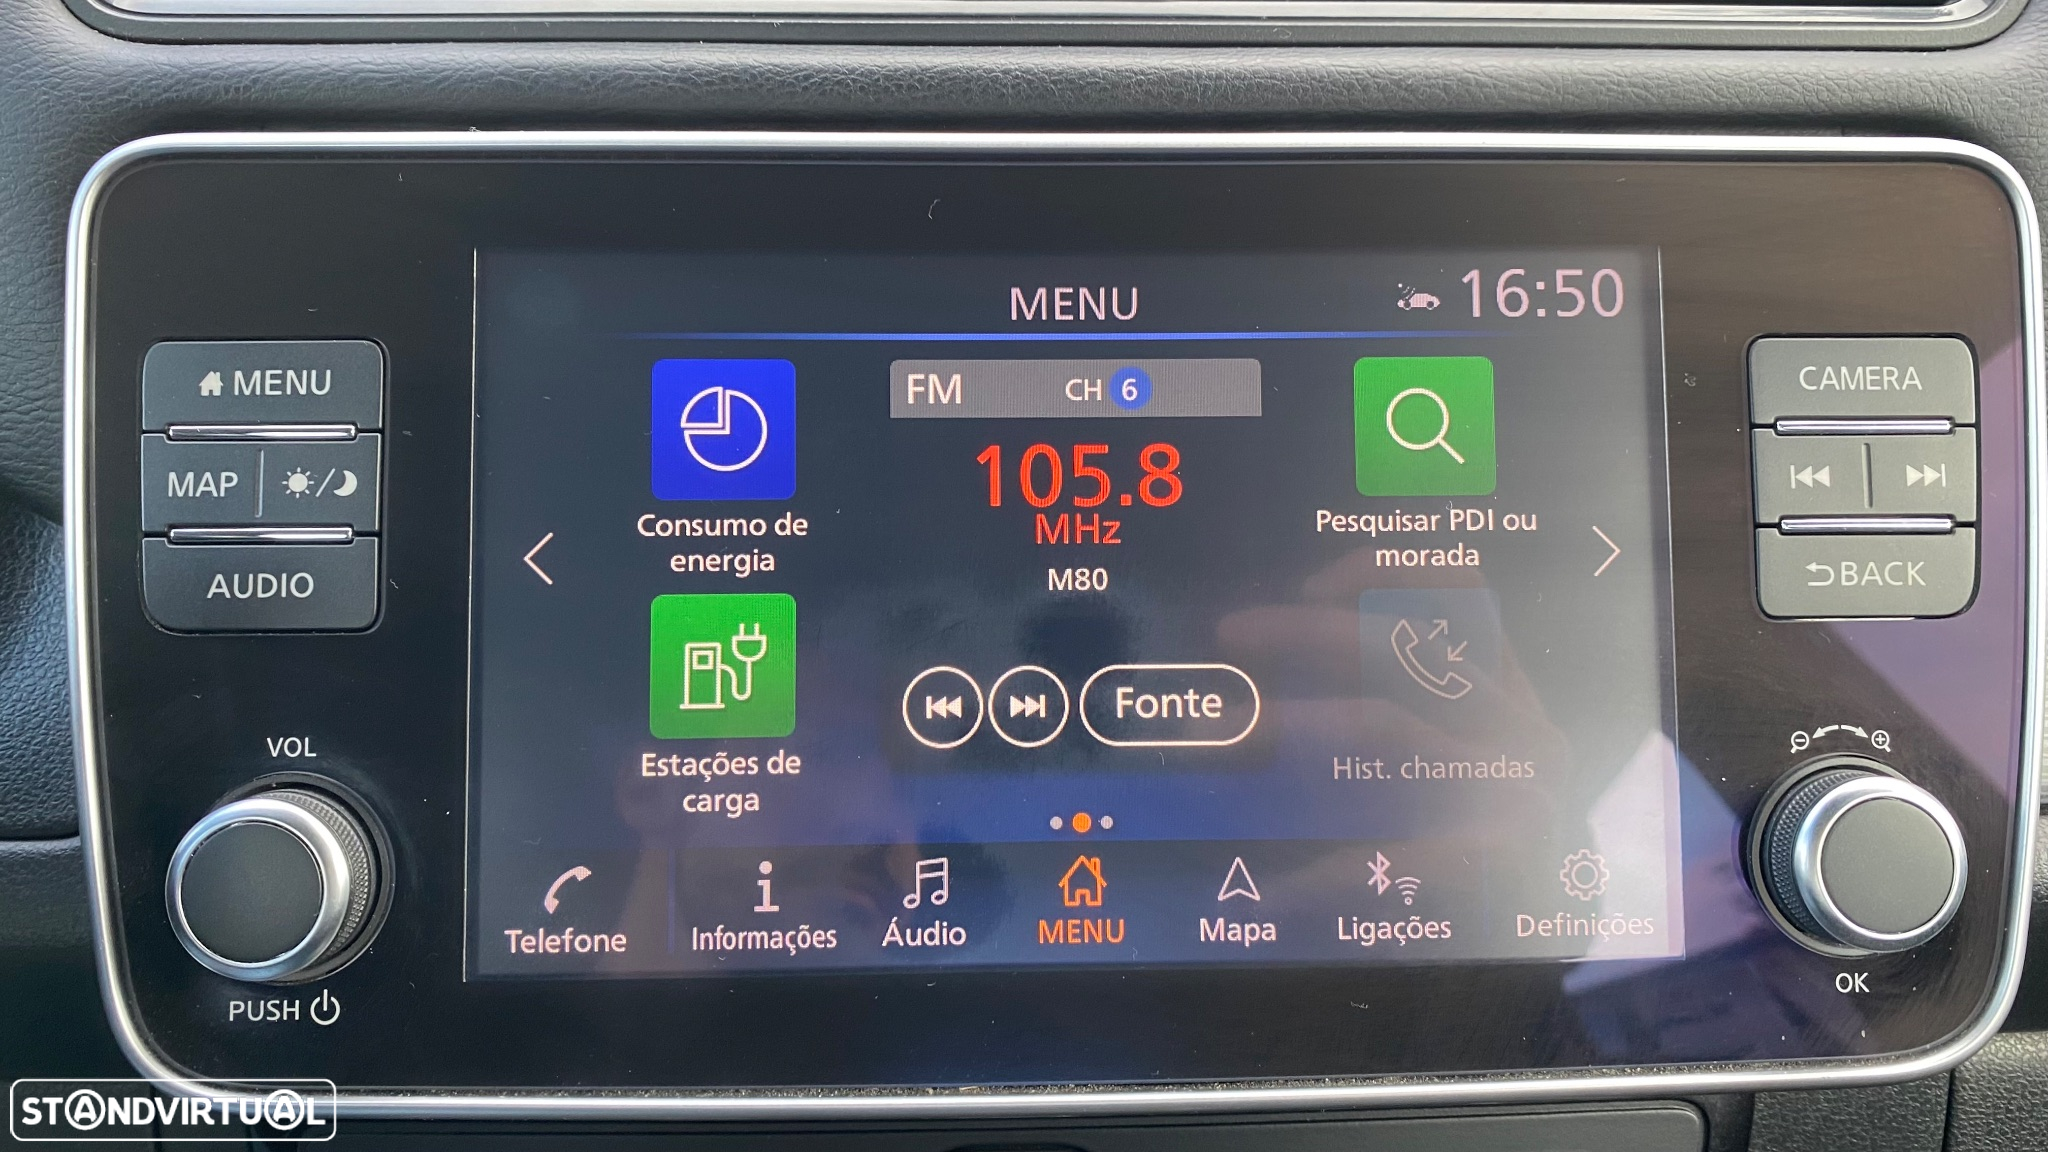 MENU
16:50
MENU
MAP
AUDIO
VOL
PUSH
Consumo de
energia
Estações de
carga
FM CH 6
105.8
MHz
M80
Fonte
Pesquisar PDI ou
morada
Hist. chamadas
Telefone
Informações
Áudio
MENU
Mapa
Ligações
Definições
CAMERA
BACK
OK
STANDVIRTUAL